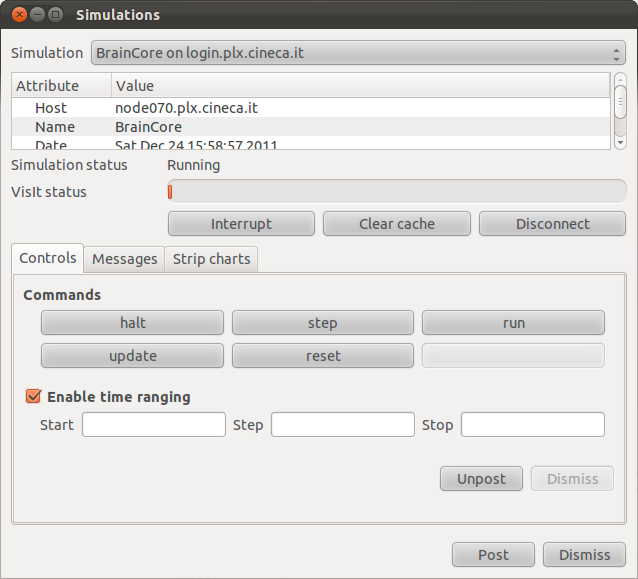 Simulations
Simulation BrainCore on login.plx.cineca.it
Attribute Value
Host node070.plx.cineca.it
Name BrainCore
Date Sat Dec 24 15:58:57 2011
Simulation status Running
VisIt status
Interrupt Clear cache Disconnect
Controls Messages Strip charts
Commands
halt step run
update reset
Enable time ranging
Start Step Stop
Unpost Dismiss
Post Dismiss